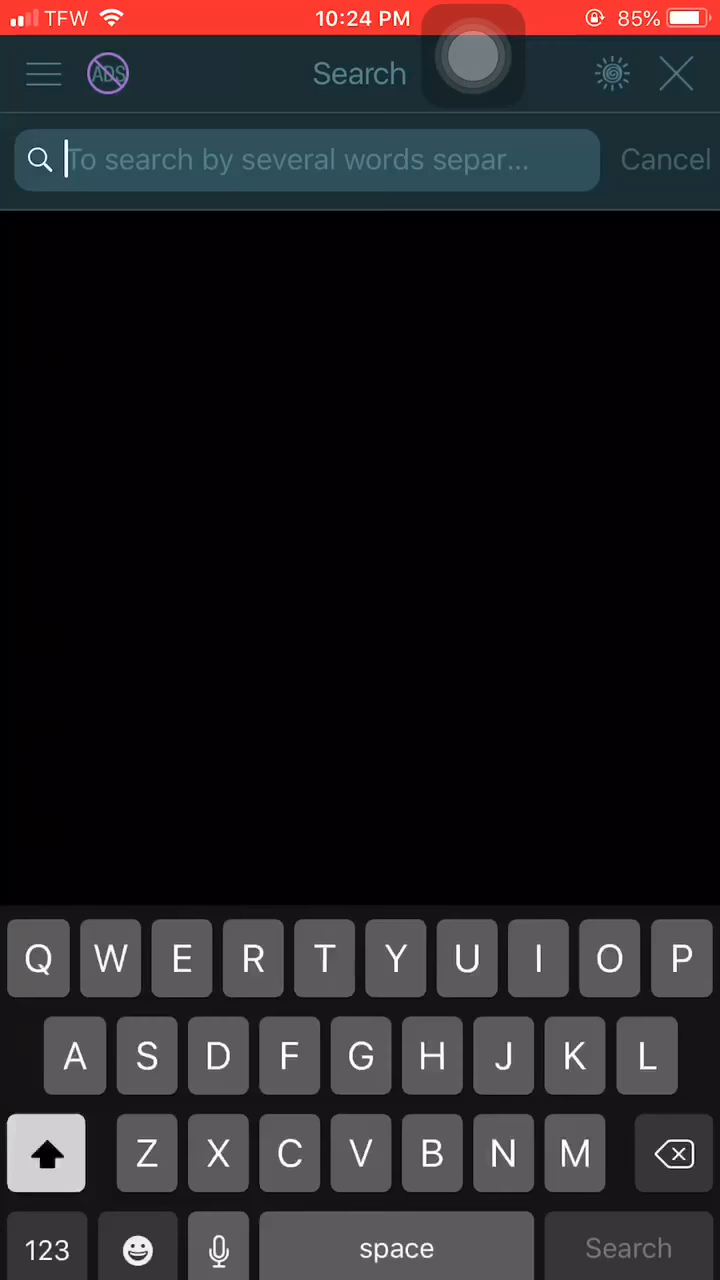 TFW 10:24 PM 85%
ADS Search
To search by several words separ... Cancel
Q W E R T Y U I O P
A S D F G H J K L
Z X C V B N M
123 space Search